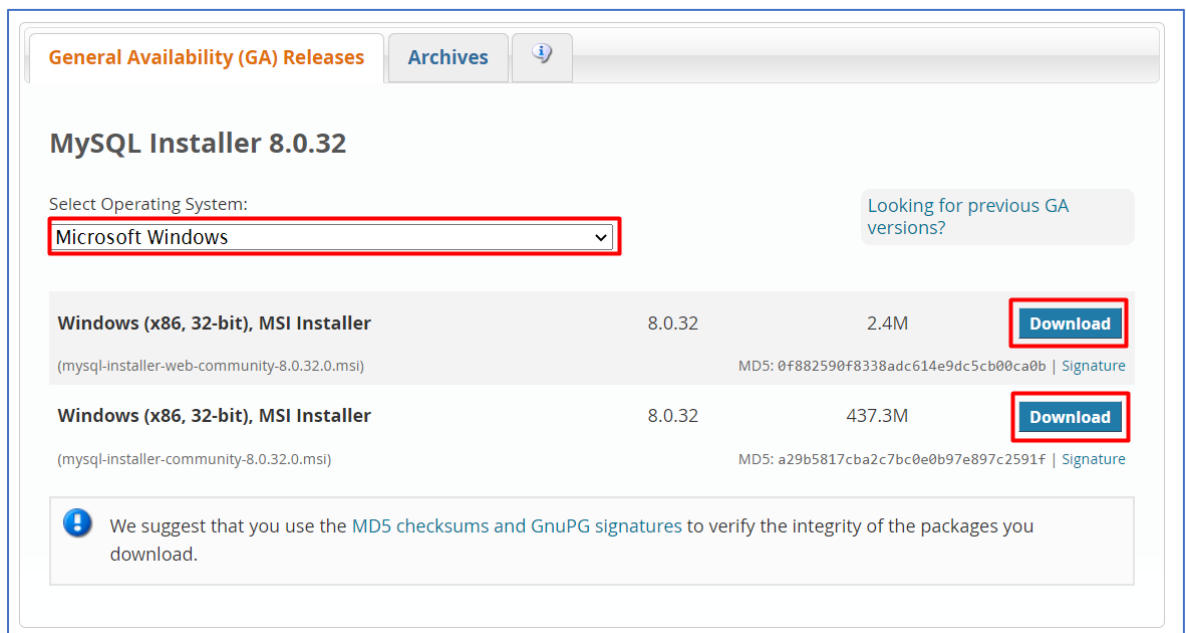 General Availability (GA) Releases
Archives
MySQL Installer 8.0.32
Select Operating System:
Microsoft Windows
Looking for previous GA
versions?
Windows (x86, 32-bit), MSI Installer 8.0.32 2.4M Download
(mysql-installer-web-community-8.0.32.0.msi) MD5: 0f882590f8338adc614e9dc5cb00ca0b | Signature
Windows (x86, 32-bit), MSI Installer 8.0.32 437.3M Download
(mysql-installer-community-8.0.32.0.msi) MD5: a29b5817cba2c7bc0e0b97e897c2591f | Signature
We suggest that you use the MD5 checksums and GnuPG signatures to verify the integrity of the packages you
download.